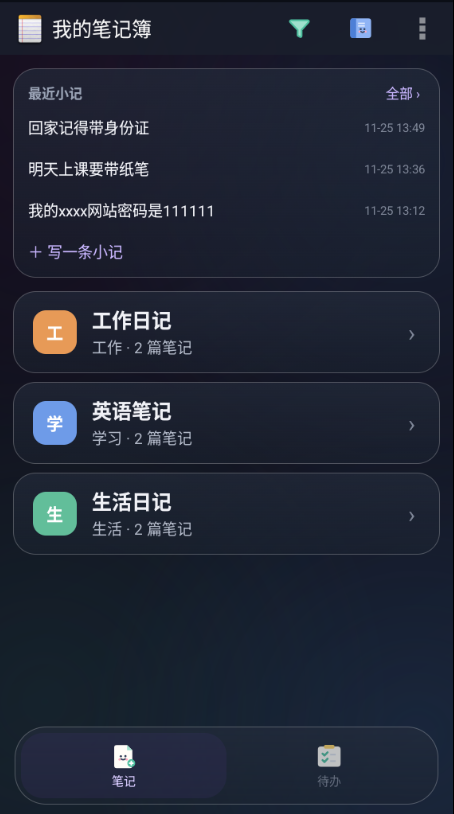 我的笔记簿
最近小记 全部 ›
回家记得带身份证 11-25 13:49
明天上课要带纸笔 11-25 13:36
我的xxxx网站密码是111111 11-25 13:12
＋ 写一条小记
工 工作日记 ›
工作 · 2 篇笔记
学 英语笔记 ›
学习 · 2 篇笔记
生 生活日记 ›
生活 · 2 篇笔记
笔记 待办